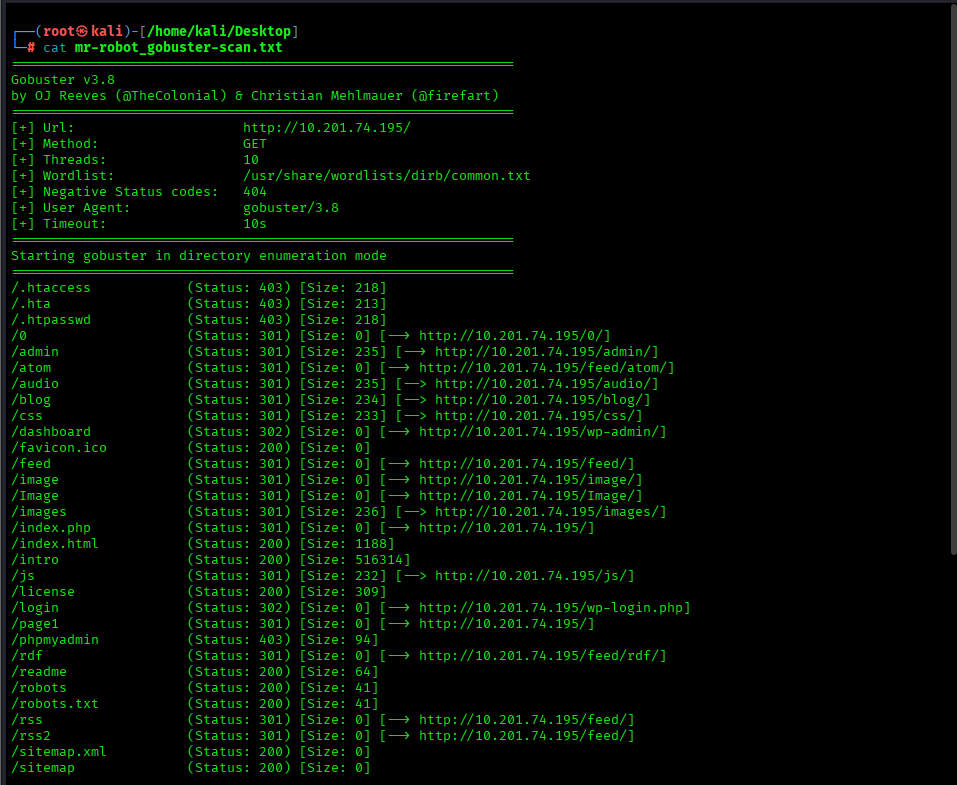 ┌──(root㉿kali)-[/home/kali/Desktop]
└─# cat mr-robot_gobuster-scan.txt
===============================================================
Gobuster v3.8
by OJ Reeves (@TheColonial) & Christian Mehlmauer (@firefart)
===============================================================
[+] Url:                     http://10.201.74.195/
[+] Method:                  GET
[+] Threads:                 10
[+] Wordlist:                /usr/share/wordlists/dirb/common.txt
[+] Negative Status codes:   404
[+] User Agent:              gobuster/3.8
[+] Timeout:                 10s
===============================================================
Starting gobuster in directory enumeration mode
===============================================================
/.htaccess            (Status: 403) [Size: 218]
/.hta                 (Status: 403) [Size: 213]
/.htpasswd            (Status: 403) [Size: 218]
/0                    (Status: 301) [Size: 0] [--> http://10.201.74.195/0/]
/admin                (Status: 301) [Size: 235] [--> http://10.201.74.195/admin/]
/atom                 (Status: 301) [Size: 0] [--> http://10.201.74.195/feed/atom/]
/audio                (Status: 301) [Size: 235] [--> http://10.201.74.195/audio/]
/blog                 (Status: 301) [Size: 234] [--> http://10.201.74.195/blog/]
/css                  (Status: 301) [Size: 233] [--> http://10.201.74.195/css/]
/dashboard            (Status: 302) [Size: 0] [--> http://10.201.74.195/wp-admin/]
/favicon.ico          (Status: 200) [Size: 0]
/feed                 (Status: 301) [Size: 0] [--> http://10.201.74.195/feed/]
/image                (Status: 301) [Size: 0] [--> http://10.201.74.195/image/]
/Image                (Status: 301) [Size: 0] [--> http://10.201.74.195/Image/]
/images               (Status: 301) [Size: 236] [--> http://10.201.74.195/images/]
/index.php            (Status: 301) [Size: 0] [--> http://10.201.74.195/]
/index.html           (Status: 200) [Size: 1188]
/intro                (Status: 200) [Size: 516314]
/js                   (Status: 301) [Size: 232] [--> http://10.201.74.195/js/]
/license              (Status: 200) [Size: 309]
/login                (Status: 302) [Size: 0] [--> http://10.201.74.195/wp-login.php]
/page1                (Status: 301) [Size: 0] [--> http://10.201.74.195/]
/phpmyadmin           (Status: 403) [Size: 94]
/rdf                  (Status: 301) [Size: 0] [--> http://10.201.74.195/feed/rdf/]
/readme               (Status: 200) [Size: 64]
/robots               (Status: 200) [Size: 41]
/robots.txt           (Status: 200) [Size: 41]
/rss                  (Status: 301) [Size: 0] [--> http://10.201.74.195/feed/]
/rss2                 (Status: 301) [Size: 0] [--> http://10.201.74.195/feed/]
/sitemap.xml          (Status: 200) [Size: 0]
/sitemap              (Status: 200) [Size: 0]